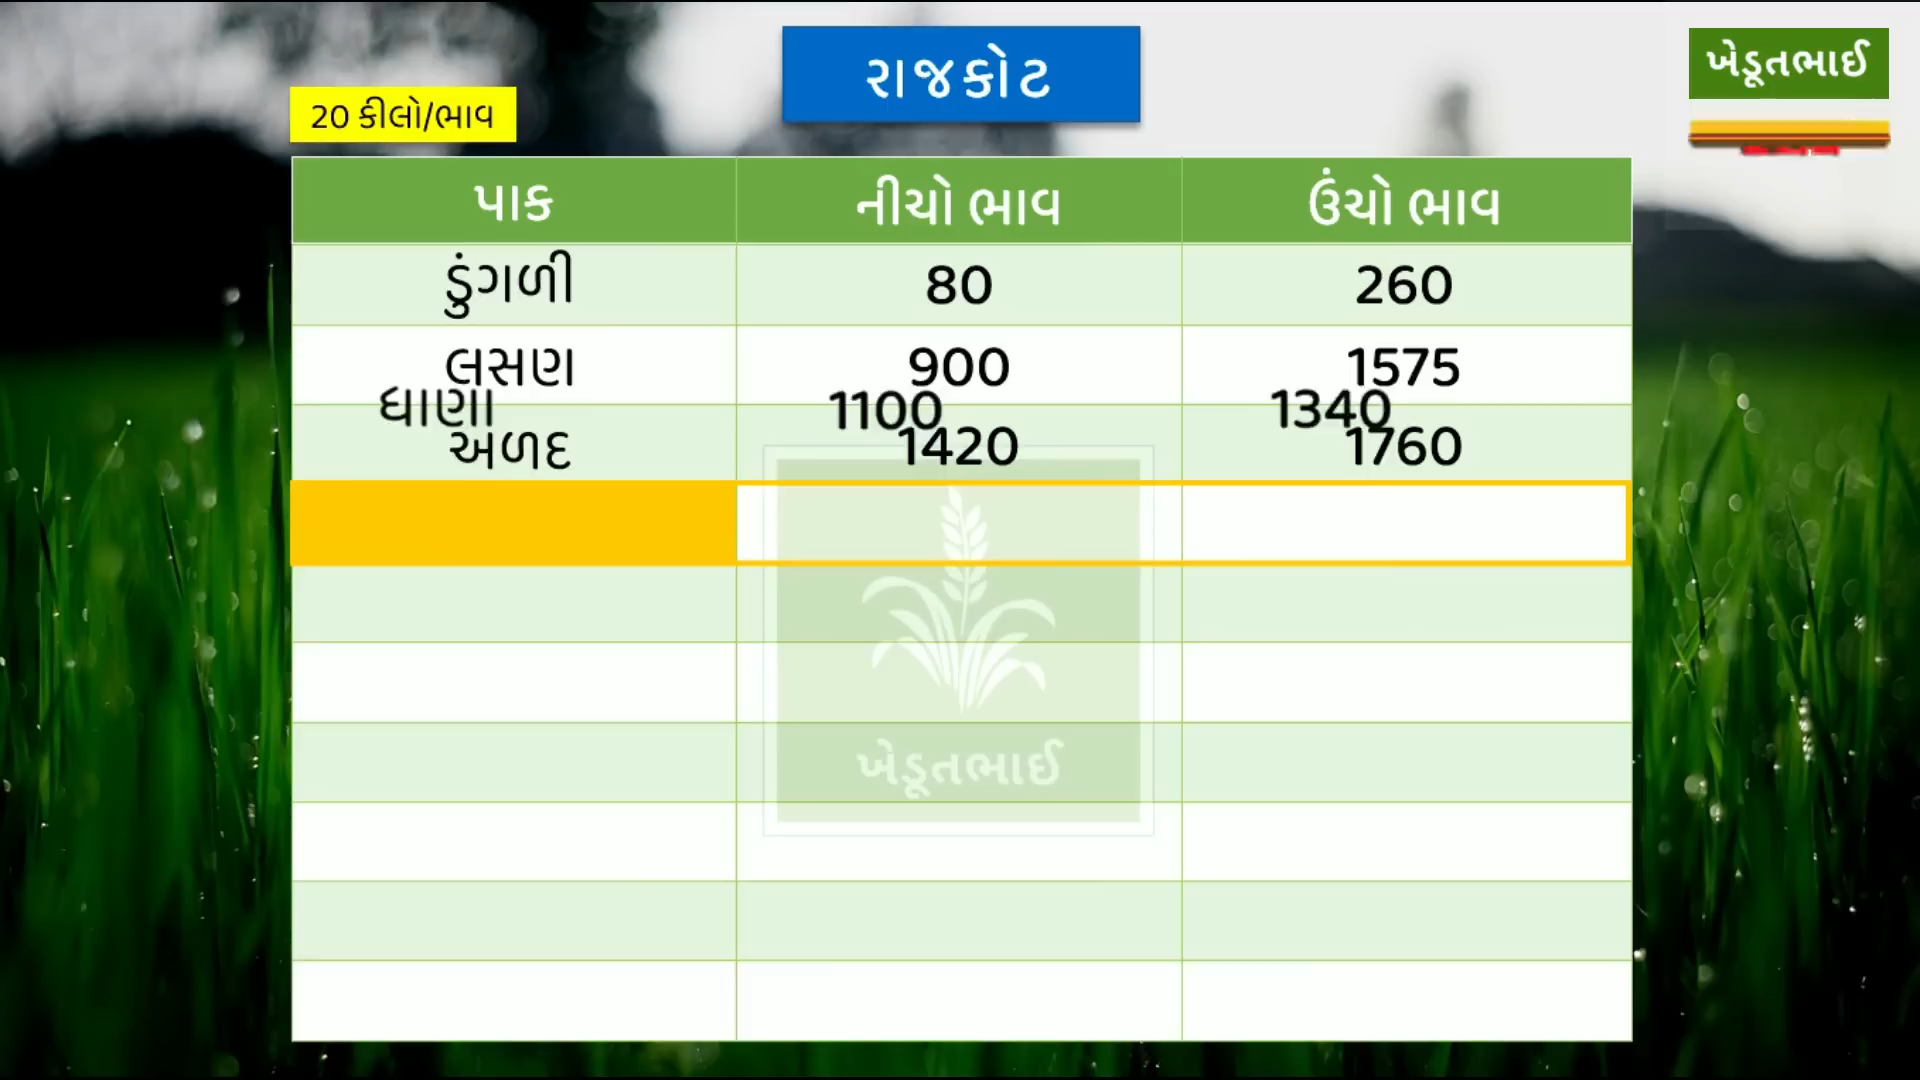 રાજકોટ
ખેડૂતભાઈ
20 કીલો/ભાવ
પાક નીચો ભાવ ઉંચો ભાવ
ડુંગળી 80 260
લસણ 900 1575
ધાણા 1100 1340
અળદ 1420 1760
ખેડૂતભાઈ